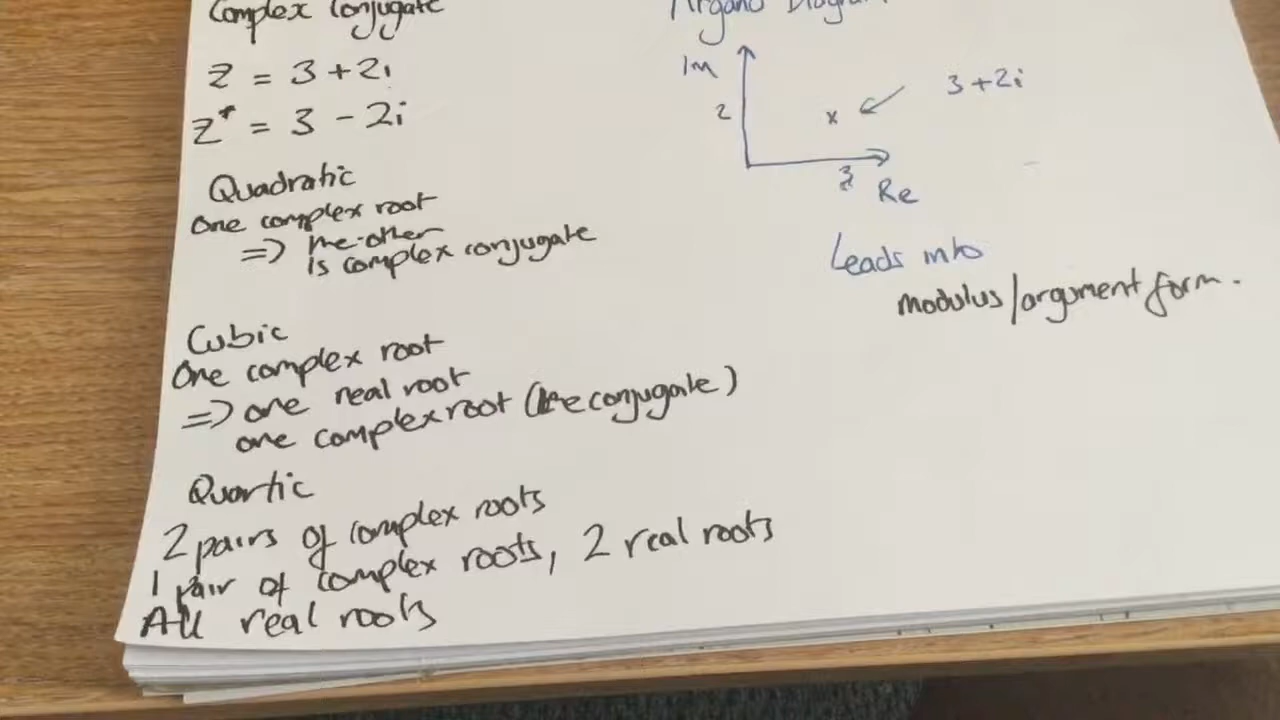 Complex Conjugate
z = 3 + 2i
z* = 3 - 2i
Quadratic
One complex root
=> the other
is complex conjugate
Cubic
One complex root
=> one real root
one complex root (the conjugate)
Quartic
2 pairs of complex roots
1 pair of complex roots, 2 real roots
All real roots
Argand Diagram
Im
2
x
3+2i
3
Re
Leads into
modulus/argument form.